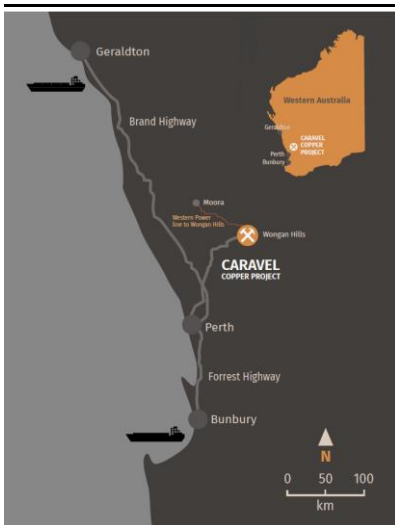 Geraldton
Brand Highway
Western Australia
Geraldton
CARAVEL
COPPER
PROJECT
Perth
Bunbury
Moora
Western Power
line to Wongan Hills
Wongan Hills
CARAVEL
COPPER PROJECT
Perth
Forrest Highway
Bunbury
N
0 50 100
km